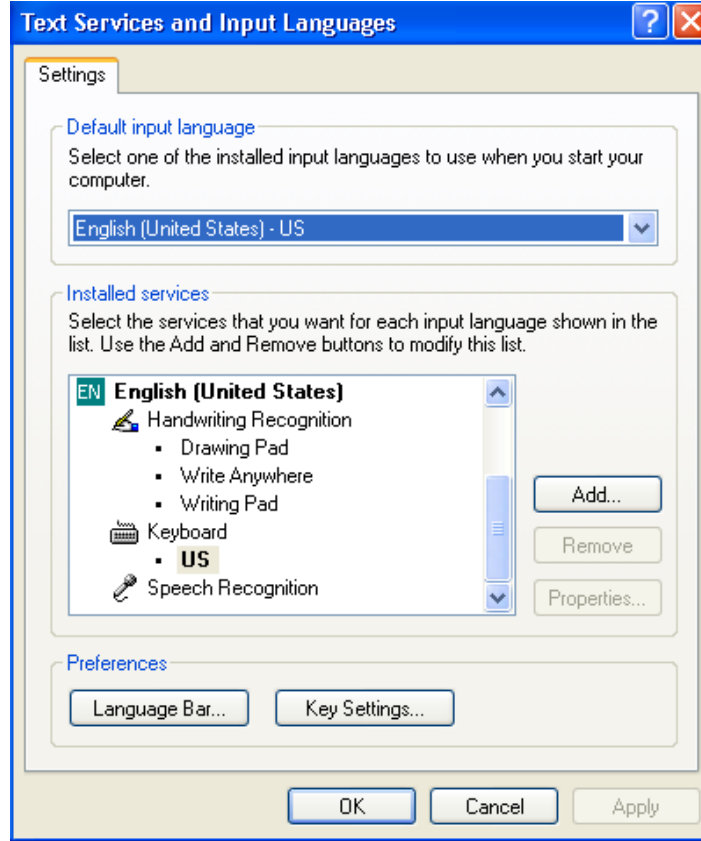 Text Services and Input Languages
Settings
Default input language
Select one of the installed input languages to use when you start your
computer.
English (United States) - US
Installed services
Select the services that you want for each input language shown in the
list. Use the Add and Remove buttons to modify this list.
EN English (United States)
Handwriting Recognition
Drawing Pad
Write Anywhere
Writing Pad
Keyboard
US
Speech Recognition
Add...
Remove
Properties...
Preferences
Language Bar...
Key Settings...
OK
Cancel
Apply